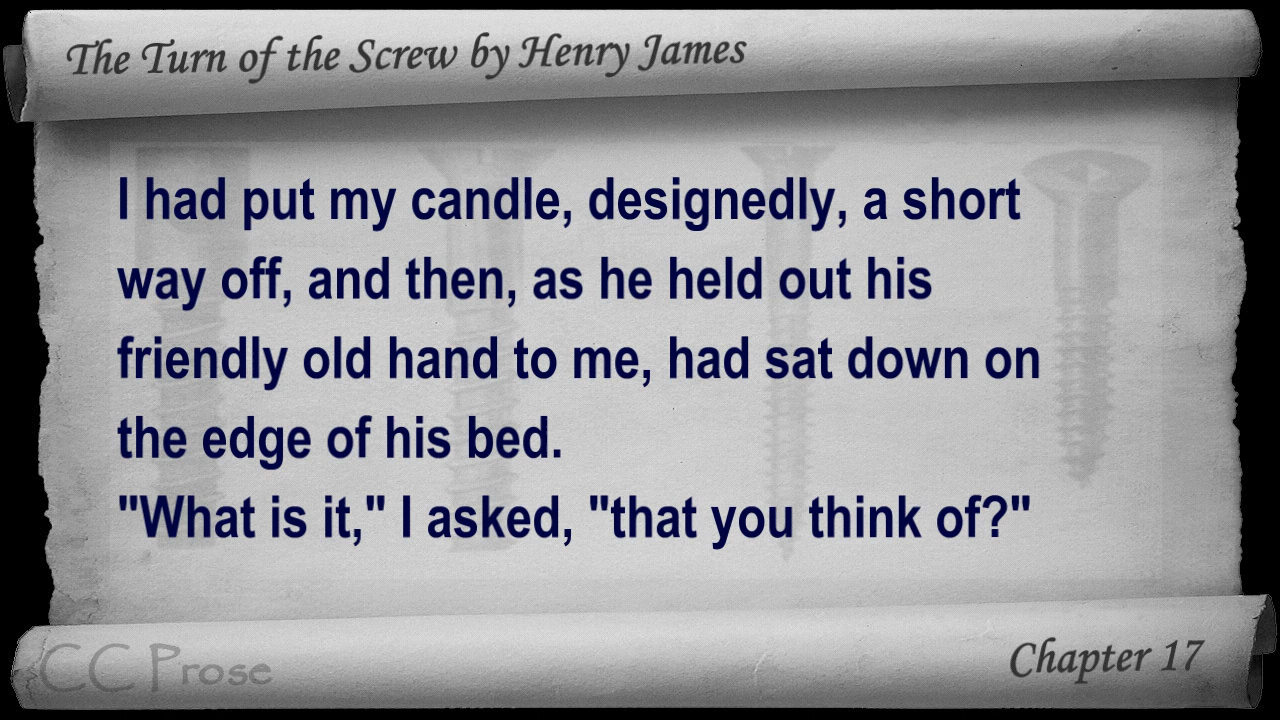 The Turn of the Screw by Henry James
I had put my candle, designedly, a short
way off, and then, as he held out his
friendly old hand to me, had sat down on
the edge of his bed.
"What is it," I asked, "that you think of?"
CC Prose
Chapter 17